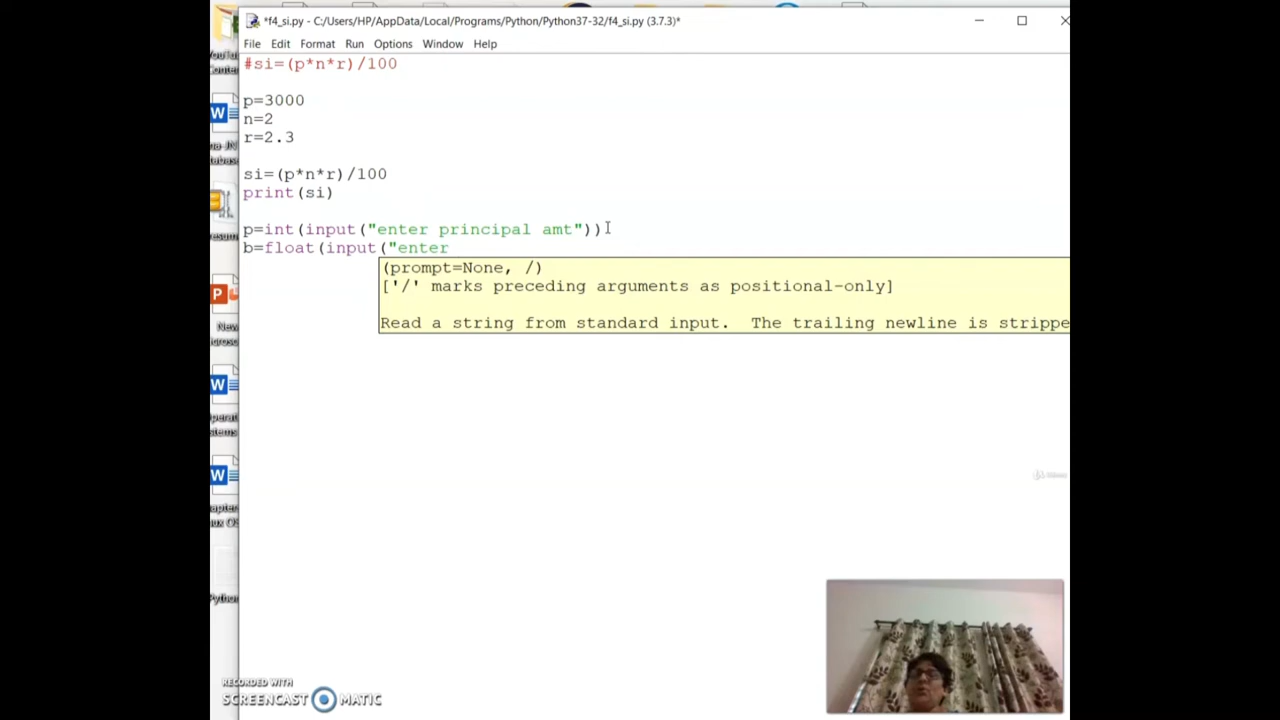 *f4_si.py - C:/Users/HP/AppData/Local/Programs/Python/Python37-32/f4_si.py (3.7.3)*
File Edit Format Run Options Window Help
#si=(p*n*r)/100
p=3000
n=2
r=2.3
si=(p*n*r)/100
print(si)
p=int(input("enter principal amt"))
b=float(input("enter
(prompt=None, /)
['/' marks preceding arguments as positional-only]
Read a string from standard input. The trailing newline is strippe
RECORDED WITH
SCREENCAST MATIC